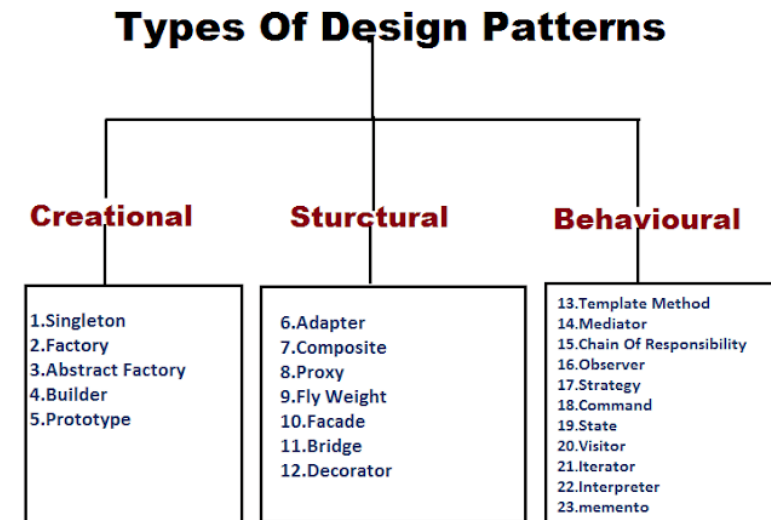 Types Of Design Patterns
Creational
Sturctural
Behavioural
1.Singleton
2.Factory
3.Abstract Factory
4.Builder
5.Prototype
6.Adapter
7.Composite
8.Proxy
9.Fly Weight
10.Facade
11.Bridge
12.Decorator
13.Template Method
14.Mediator
15.Chain Of Responsibility
16.Observer
17.Strategy
18.Command
19.State
20.Visitor
21.Iterator
22.Interpreter
23.memento